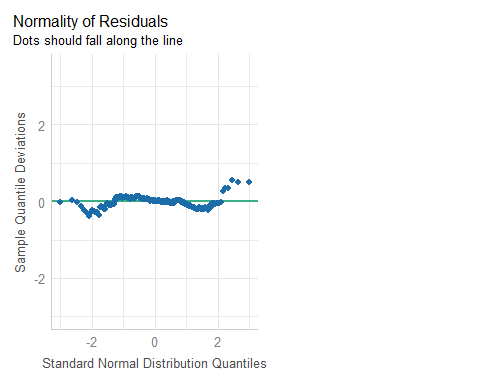 Normality of Residuals
Dots should fall along the line
Sample Quantile Deviations
2
0
-2
-2
0
2
Standard Normal Distribution Quantiles